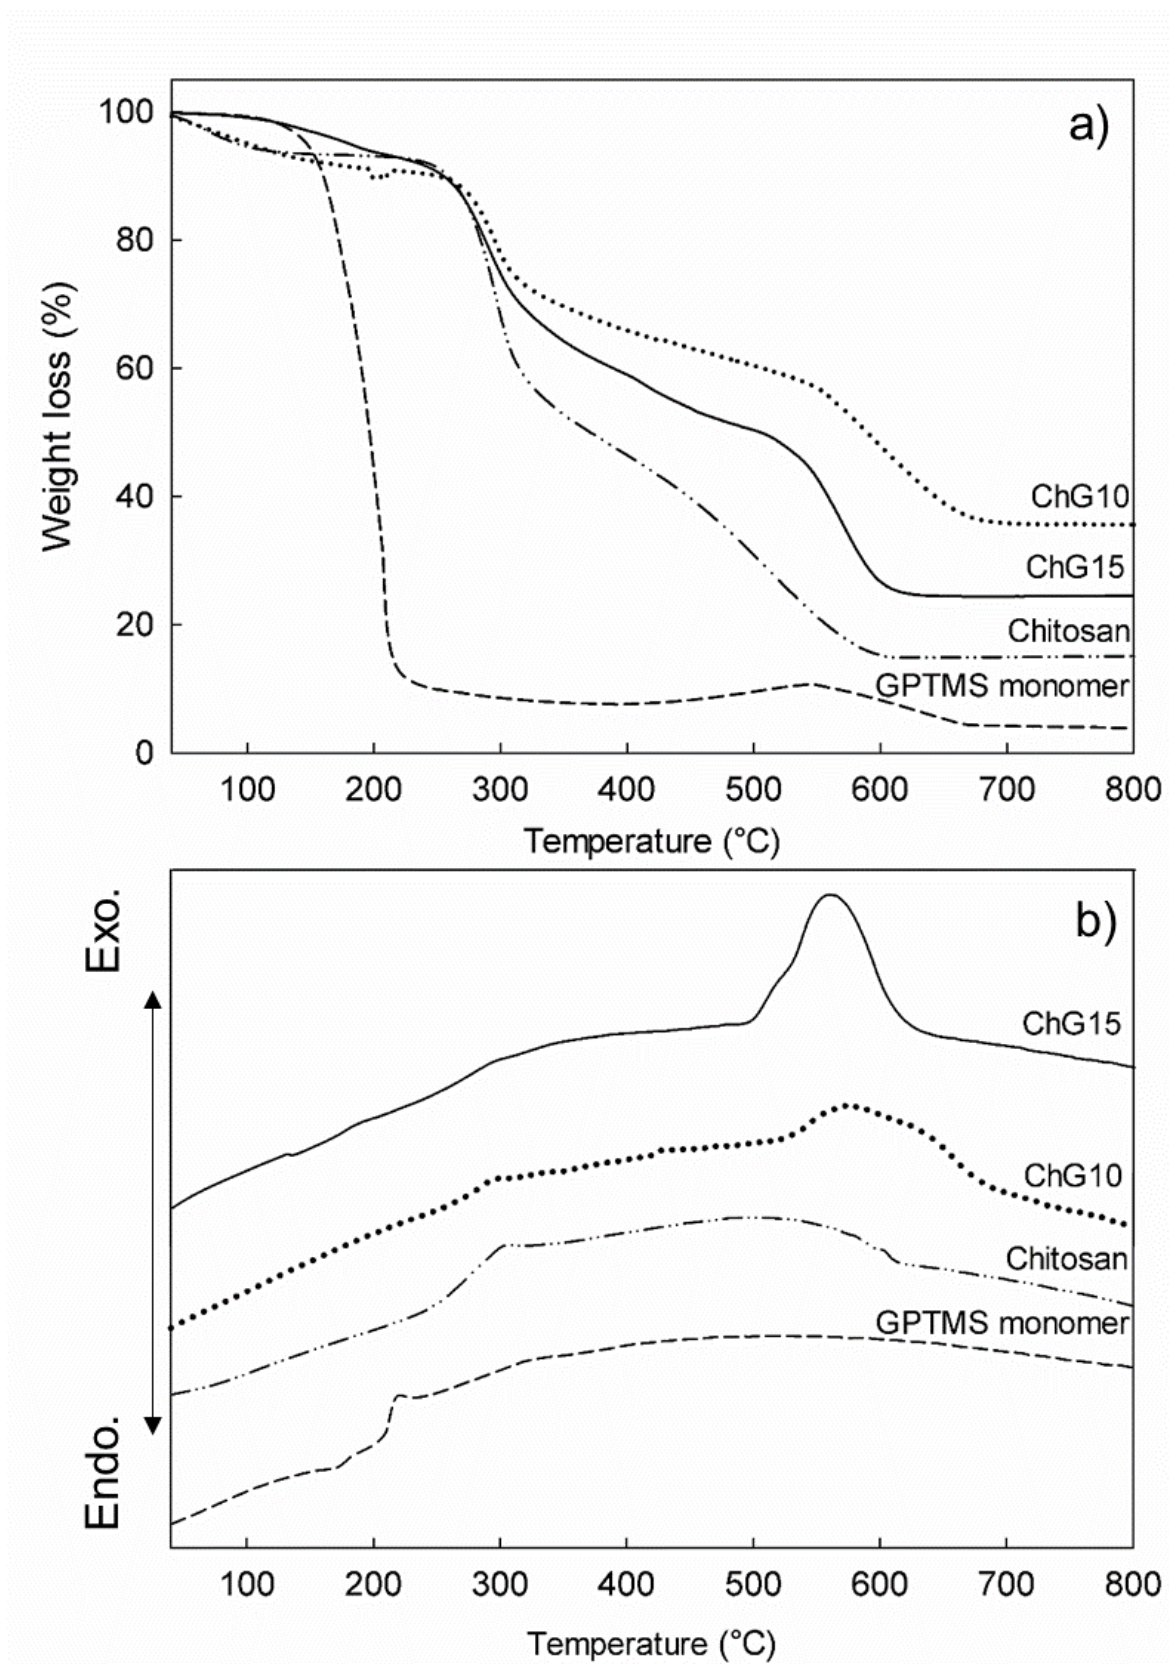 a)
100
80
60
40
20
0
Weight loss (%)
ChG10
ChG15
Chitosan
GPTMS monomer
100 200 300 400 500 600 700 800
Temperature (°C)
b)
Exo.
Endo.
ChG15
ChG10
Chitosan
GPTMS monomer
100 200 300 400 500 600 700 800
Temperature (°C)